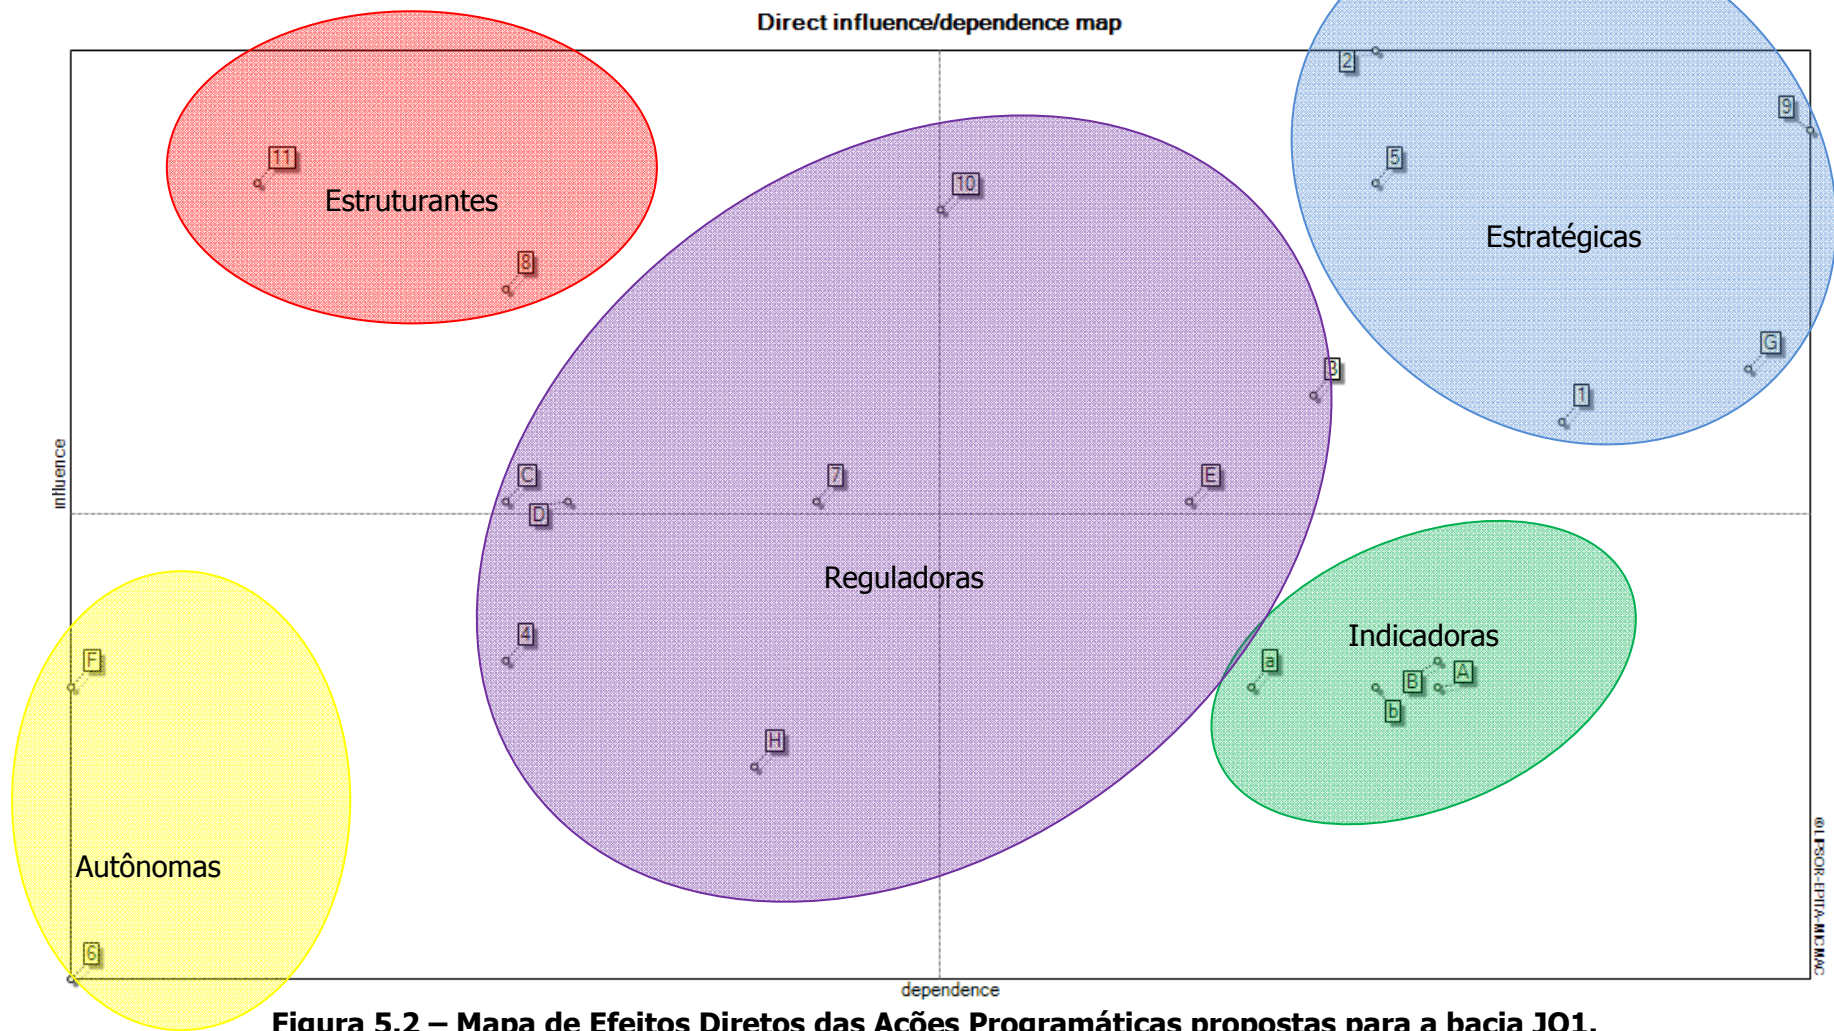 Direct influence/dependence map
2
9
11
5
10
Estruturantes
Estratégicas
8
G
3
1
influence
C
7
E
D
Reguladoras
4
Indicadoras
F
a
B
A
b
H
Autônomas
6
©LIPSOR-EPITA-MICMAC
dependence
Figura 5.2 – Mapa de Efeitos Diretos das Ações Programáticas propostas para a bacia JQ1.